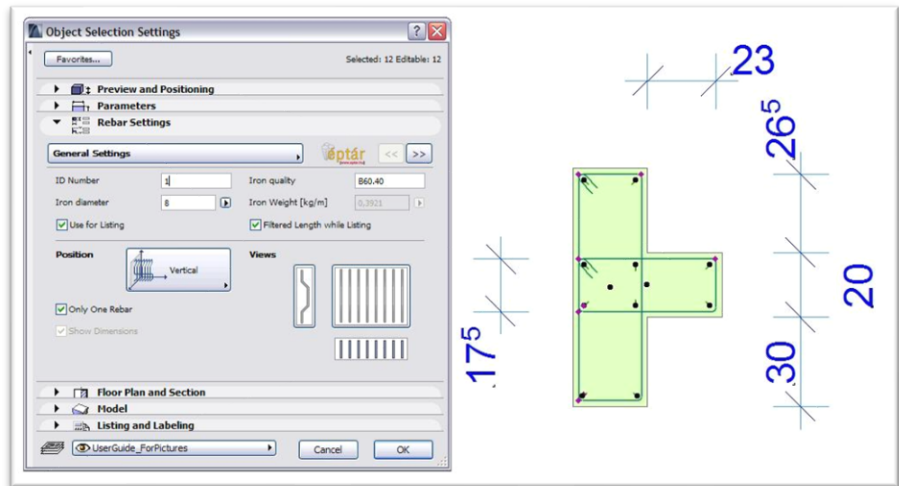 Object Selection Settings
Favorites...
Selected: 12 Editable: 12
Preview and Positioning
Parameters
Rebar Settings
General Settings
éptár
<< >>
ID Number 1 Iron quality B60.40
Iron diameter 8 Iron Weight [kg/m] 0,3921
Use for Listing Filtered Length while Listing
Position Vertical Views
Only One Rebar
Show Dimensions
Floor Plan and Section
Model
Listing and Labeling
UserGuide_ForPictures Cancel OK
23
26⁵
20
17⁵
30